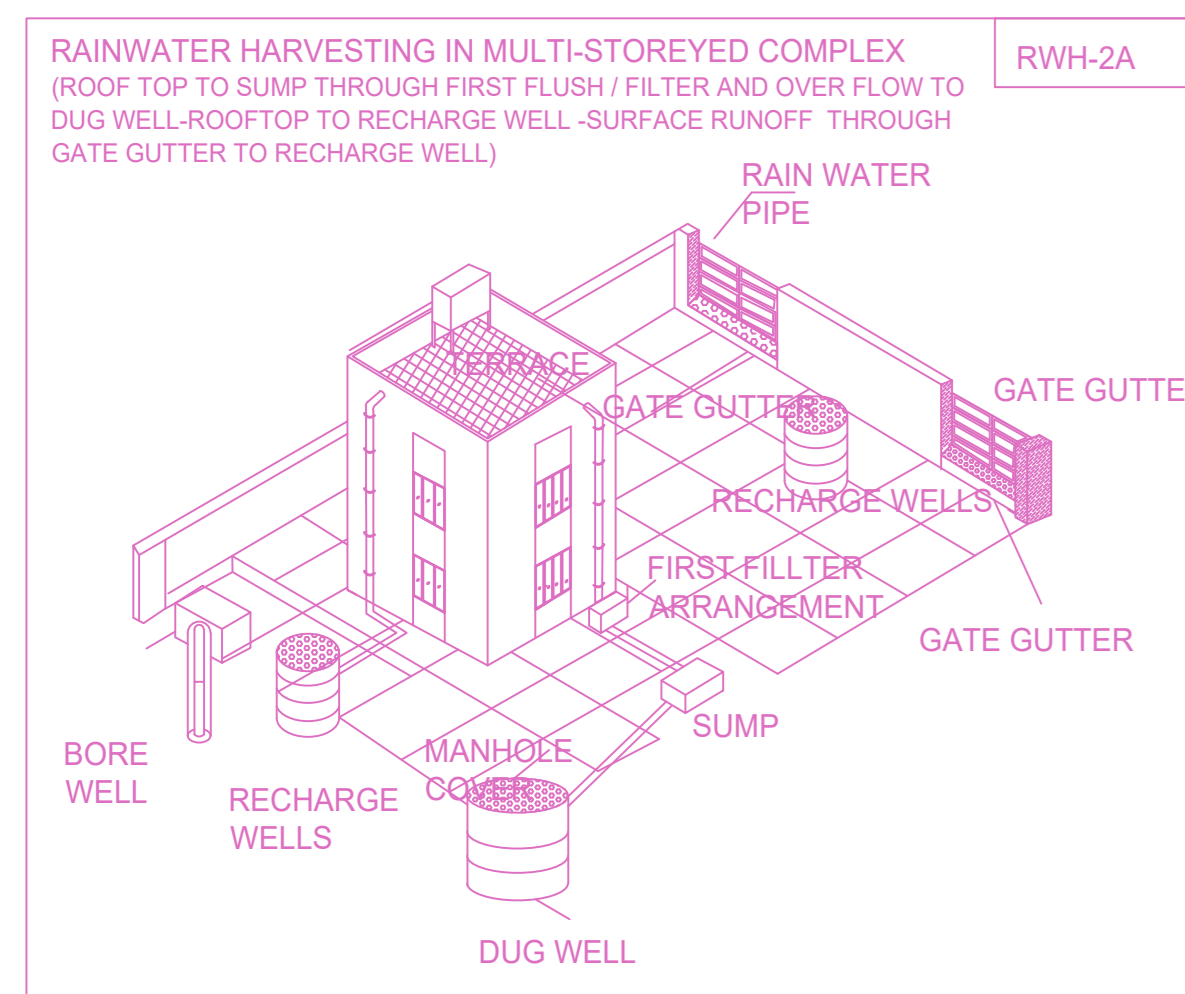 RAINWATER HARVESTING IN MULTI-STOREYED COMPLEX
RWH-2A
(ROOF TOP TO SUMP THROUGH FIRST FLUSH / FILTER AND OVER FLOW TO
DUG WELL-ROOFTOP TO RECHARGE WELL -SURFACE RUNOFF THROUGH
GATE GUTTER TO RECHARGE WELL)
RAIN WATER
PIPE
TERRACE
GATE GUTTER
GATE GUTTE
RECHARGE WELLS
FIRST FILLTER
ARRANGEMENT
GATE GUTTER
SUMP
MANHOLE
COVER
BORE
WELL
RECHARGE
WELLS
DUG WELL